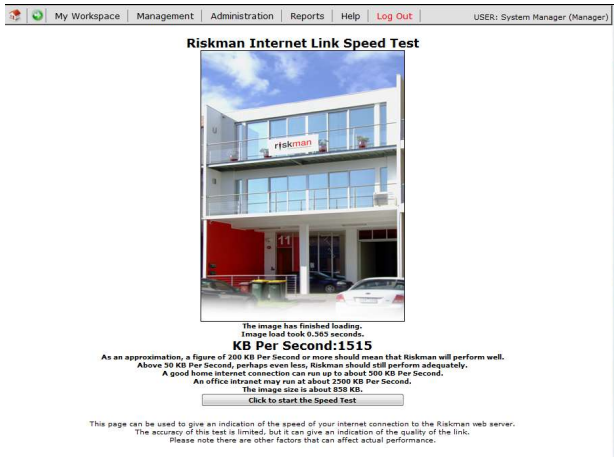 My Workspace | Management | Administration | Reports | Help | Log Out | USER: System Manager (Manager)
Riskman Internet Link Speed Test
riskman
11
The image has finished loading.
Image load took 0.565 seconds.
KB Per Second:1515
As an approximation, a figure of 200 KB Per Second or more should mean that Riskman will perform well.
Above 50 KB Per Second, perhaps even less, Riskman should still perform adequately.
A good home internet connection can run up to about 500 KB Per Second.
An office intranet may run at about 2500 KB Per Second.
The image size is about 858 KB.
Click to start the Speed Test
This page can be used to give an indication of the speed of your internet connection to the Riskman web server.
The accuracy of this test is limited, but it can give an indication of the quality of the link.
Please note there are other factors that can affect actual performance.